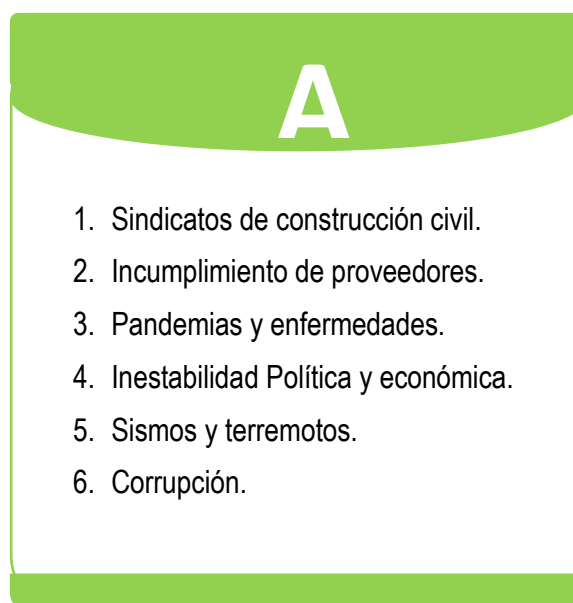 A
1. Sindicatos de construcción civil.
2. Incumplimiento de proveedores.
3. Pandemias y enfermedades.
4. Inestabilidad Política y económica.
5. Sismos y terremotos.
6. Corrupción.